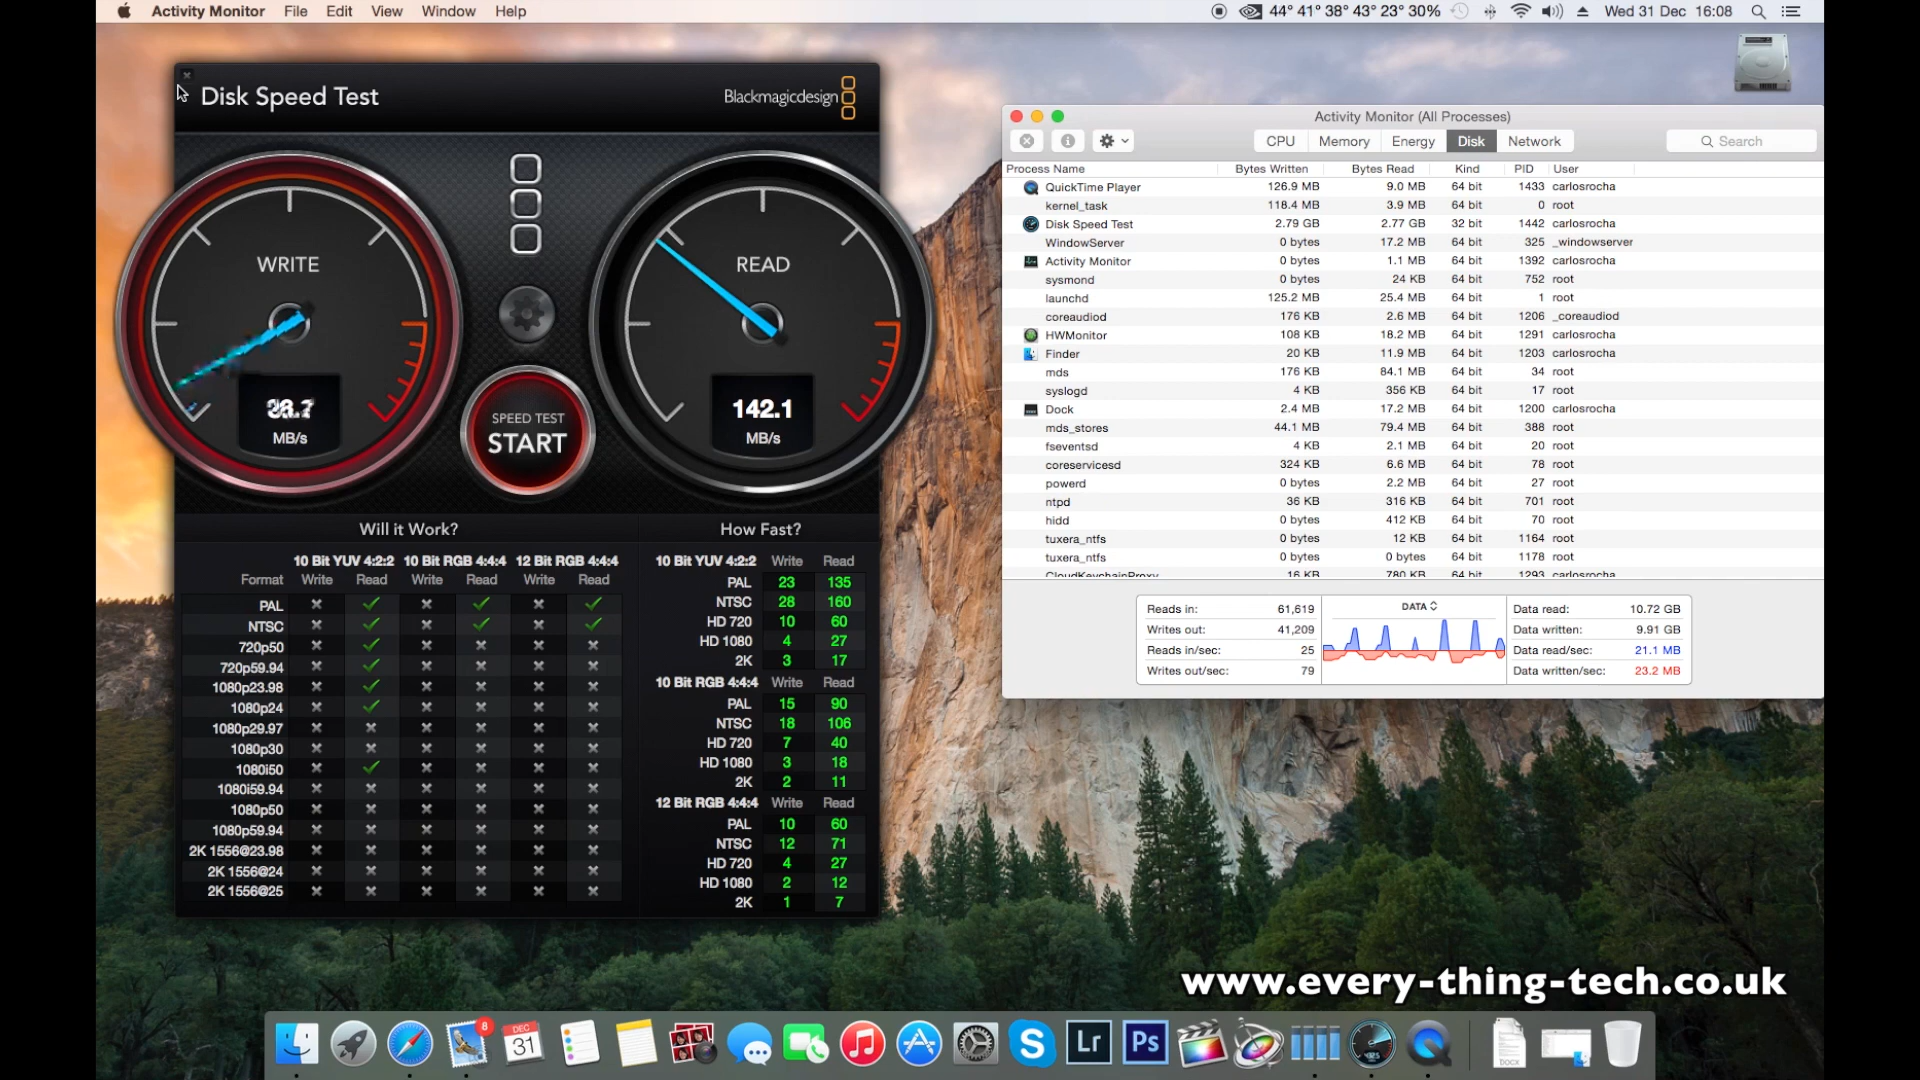 Activity Monitor File Edit View Window Help
44° 41° 38° 43° 23° 30% Wed 31 Dec 16:08
Disk Speed Test
Blackmagicdesign
WRITE
MB/s
SPEED TEST
START
READ
142.1
MB/s
Will it Work?
10 Bit YUV 4:2:2 10 Bit RGB 4:4:4 12 Bit RGB 4:4:4
Format Write Read Write Read Write Read
PAL
NTSC
720p50
720p59.94
1080p23.98
1080p24
1080p29.97
1080p30
1080i50
1080i59.94
1080p50
1080p59.94
2K 1556@23.98
2K 1556@24
2K 1556@25
How Fast?
10 Bit YUV 4:2:2 Write Read
PAL 23 135
NTSC 28 160
HD 720 10 60
HD 1080 4 27
2K 3 17
10 Bit RGB 4:4:4 Write Read
PAL 15 90
NTSC 18 106
HD 720 7 40
HD 1080 3 18
2K 2 11
12 Bit RGB 4:4:4 Write Read
PAL 10 60
NTSC 12 71
HD 720 4 27
HD 1080 2 12
2K 1 7
Activity Monitor (All Processes)
CPU Memory Energy Disk Network
Search
Process Name Bytes Written Bytes Read Kind PID User
QuickTime Player 126.9 MB 9.0 MB 64 bit 1433 carlosrocha
kernel_task 118.4 MB 3.9 MB 64 bit 0 root
Disk Speed Test 2.79 GB 2.77 GB 32 bit 1442 carlosrocha
WindowServer 0 bytes 17.2 MB 64 bit 325 _windowserver
Activity Monitor 0 bytes 1.1 MB 64 bit 1392 carlosrocha
sysmond 0 bytes 24 KB 64 bit 752 root
launchd 125.2 MB 25.4 MB 64 bit 1 root
coreaudiod 176 KB 2.6 MB 64 bit 1206 _coreaudiod
HWMonitor 108 KB 18.2 MB 64 bit 1291 carlosrocha
Finder 20 KB 11.9 MB 64 bit 1203 carlosrocha
mds 176 KB 84.1 MB 64 bit 34 root
syslogd 4 KB 356 KB 64 bit 17 root
Dock 2.4 MB 17.2 MB 64 bit 1200 carlosrocha
mds_stores 44.1 MB 79.4 MB 64 bit 388 root
fseventsd 4 KB 2.1 MB 64 bit 20 root
coreservicesd 324 KB 6.6 MB 64 bit 78 root
powerd 0 bytes 2.2 MB 64 bit 27 root
ntpd 36 KB 316 KB 64 bit 701 root
hidd 0 bytes 412 KB 64 bit 70 root
tuxera_ntfs 0 bytes 12 KB 64 bit 1164 root
tuxera_ntfs 0 bytes 0 bytes 64 bit 1178 root
CloudKeychainProxy 16 KB 780 KB 64 bit 1293 carlosrocha
Reads in: 61,619
Writes out: 41,209
Reads in/sec: 25
Writes out/sec: 79
DATA
Data read: 10.72 GB
Data written: 9.91 GB
Data read/sec: 21.1 MB
Data written/sec: 23.2 MB
www.every-thing-tech.co.uk
8
DEC
31
S
Lr
Ps
DOCX